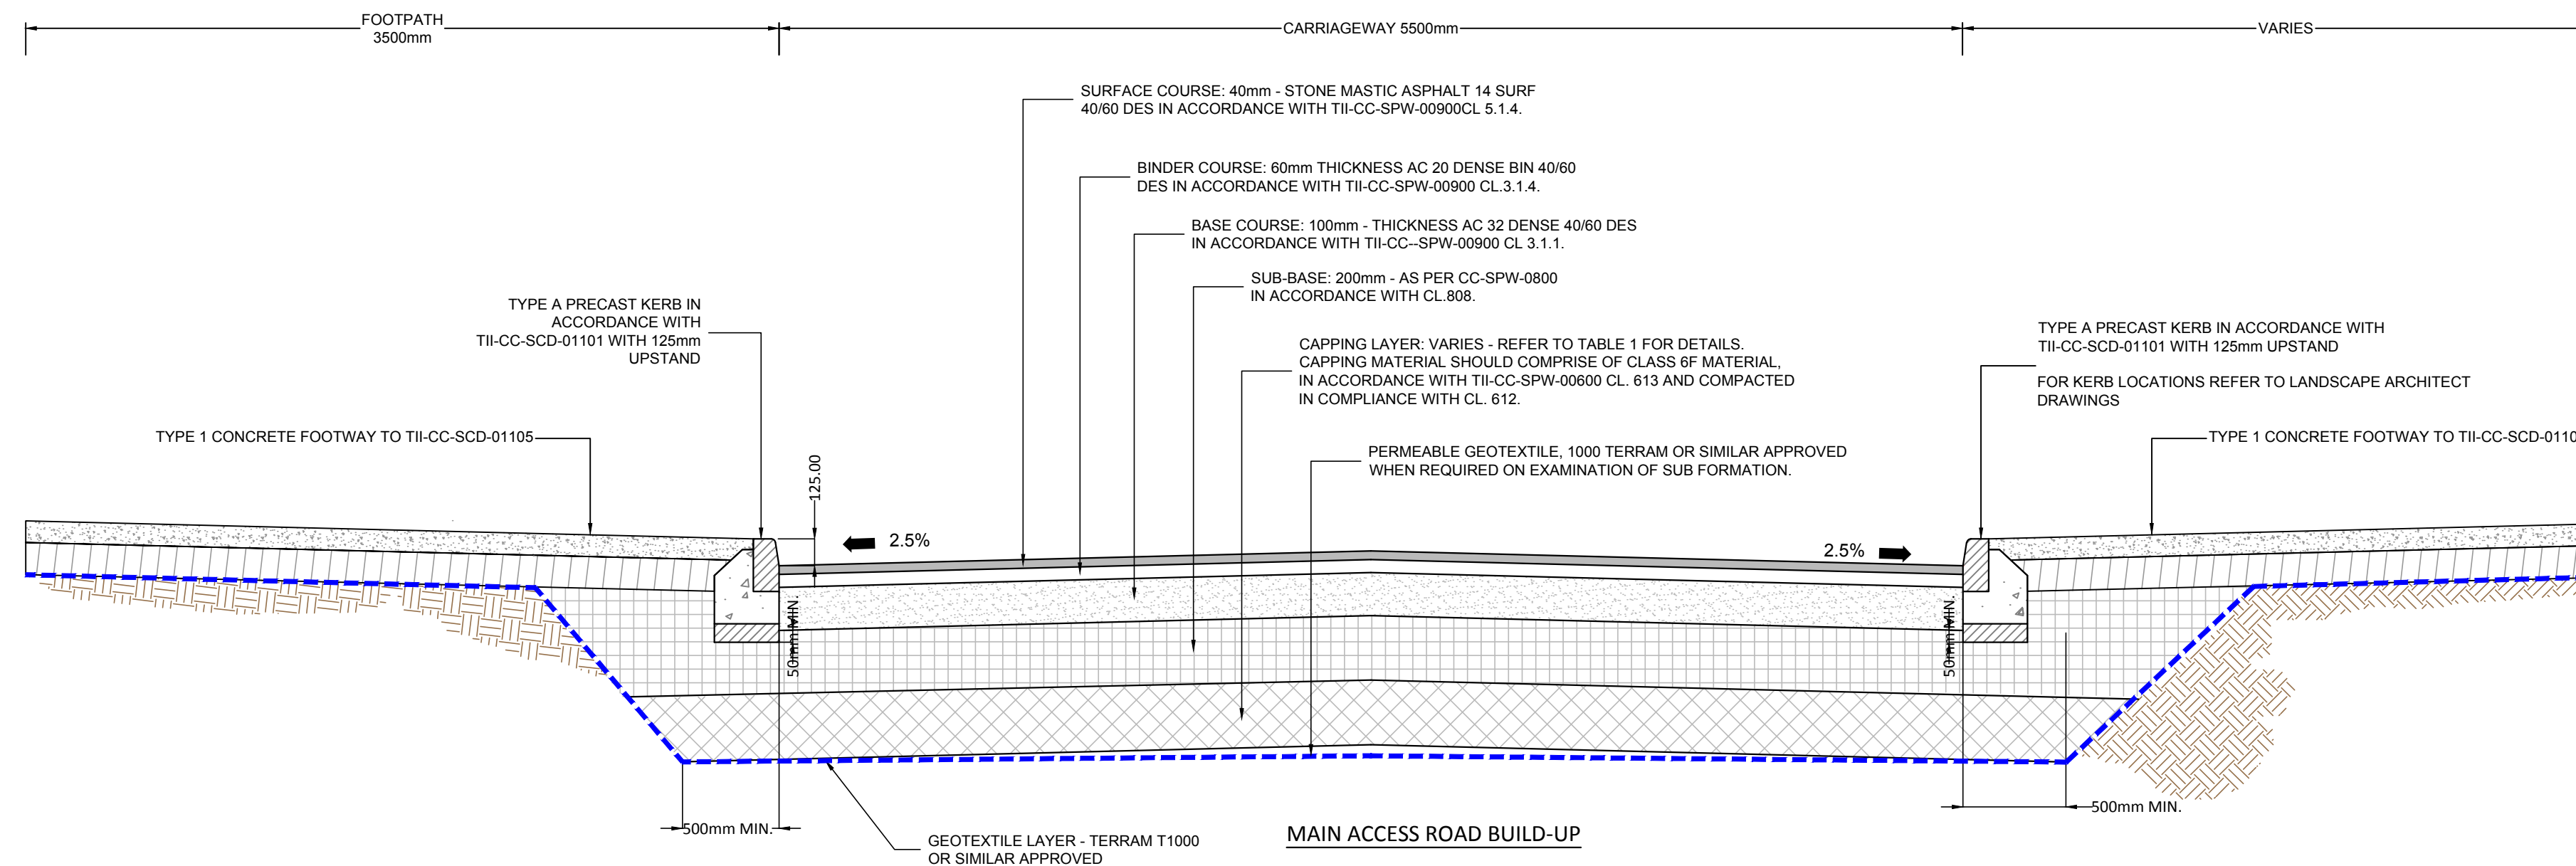 FOOTPATH
3500mm
CARRIAGEWAY 5500mm
VARIES
SURFACE COURSE: 40mm - STONE MASTIC ASPHALT 14 SURF
40/60 DES IN ACCORDANCE WITH TII-CC-SPW-00900CL 5.1.4.
BINDER COURSE: 60mm THICKNESS AC 20 DENSE BIN 40/60
DES IN ACCORDANCE WITH TII-CC-SPW-00900 CL.3.1.4.
BASE COURSE: 100mm - THICKNESS AC 32 DENSE 40/60 DES
IN ACCORDANCE WITH TII-CC--SPW-00900 CL 3.1.1.
SUB-BASE: 200mm - AS PER CC-SPW-0800
IN ACCORDANCE WITH CL.808.
TYPE A PRECAST KERB IN
ACCORDANCE WITH
TII-CC-SCD-01101 WITH 125mm
UPSTAND
CAPPING LAYER: VARIES - REFER TO TABLE 1 FOR DETAILS.
CAPPING MATERIAL SHOULD COMPRISE OF CLASS 6F MATERIAL,
IN ACCORDANCE WITH TII-CC-SPW-00600 CL. 613 AND COMPACTED
IN COMPLIANCE WITH CL. 612.
TYPE A PRECAST KERB IN ACCORDANCE WITH
TII-CC-SCD-01101 WITH 125mm UPSTAND
FOR KERB LOCATIONS REFER TO LANDSCAPE ARCHITECT
DRAWINGS
TYPE 1 CONCRETE FOOTWAY TO TII-CC-SCD-01105
PERMEABLE GEOTEXTILE, 1000 TERRAM OR SIMILAR APPROVED
WHEN REQUIRED ON EXAMINATION OF SUB FORMATION.
TYPE 1 CONCRETE FOOTWAY TO TII-CC-SCD-0110
125.00
2.5%
2.5%
50mm MIN.
50mm MIN.
500mm MIN.
500mm MIN.
GEOTEXTILE LAYER - TERRAM T1000
OR SIMILAR APPROVED
MAIN ACCESS ROAD BUILD-UP